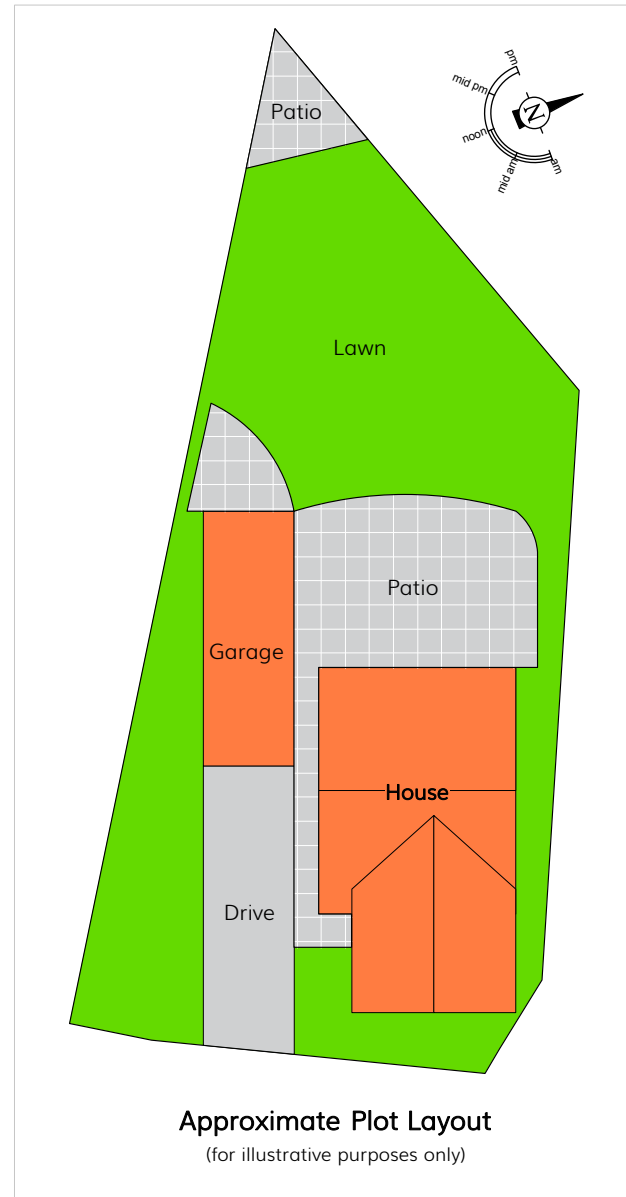 Patio
pm
mid pm
N
noon
mid am
am
Lawn
Patio
Garage
House
Drive
Approximate Plot Layout
(for illustrative purposes only)